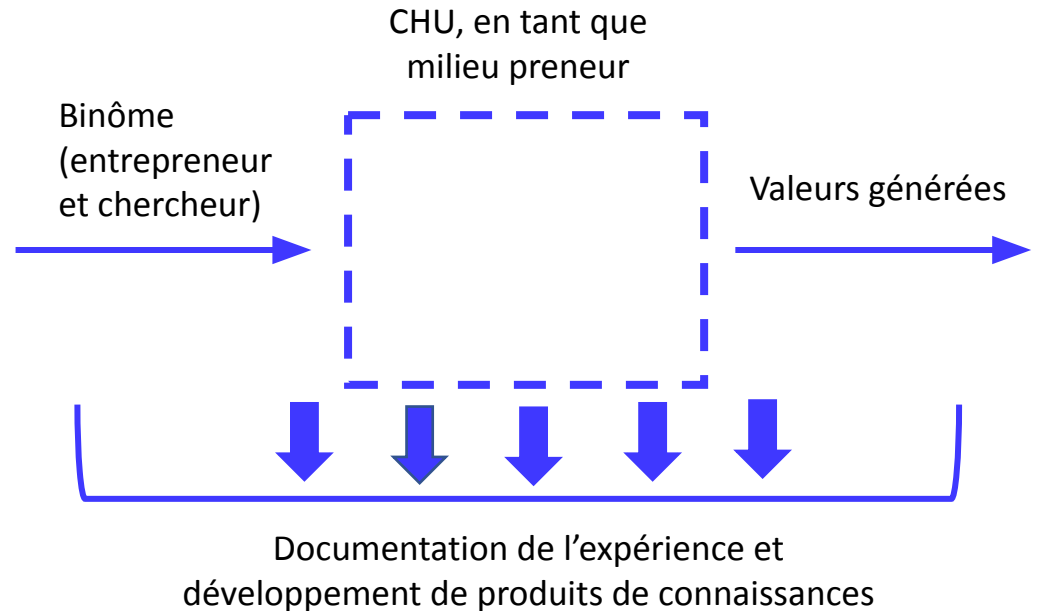 CHU, en tant que
milieu preneur
Binôme
(entrepreneur
et chercheur)
Valeurs générées
Documentation de l’expérience et
développement de produits de connaissances